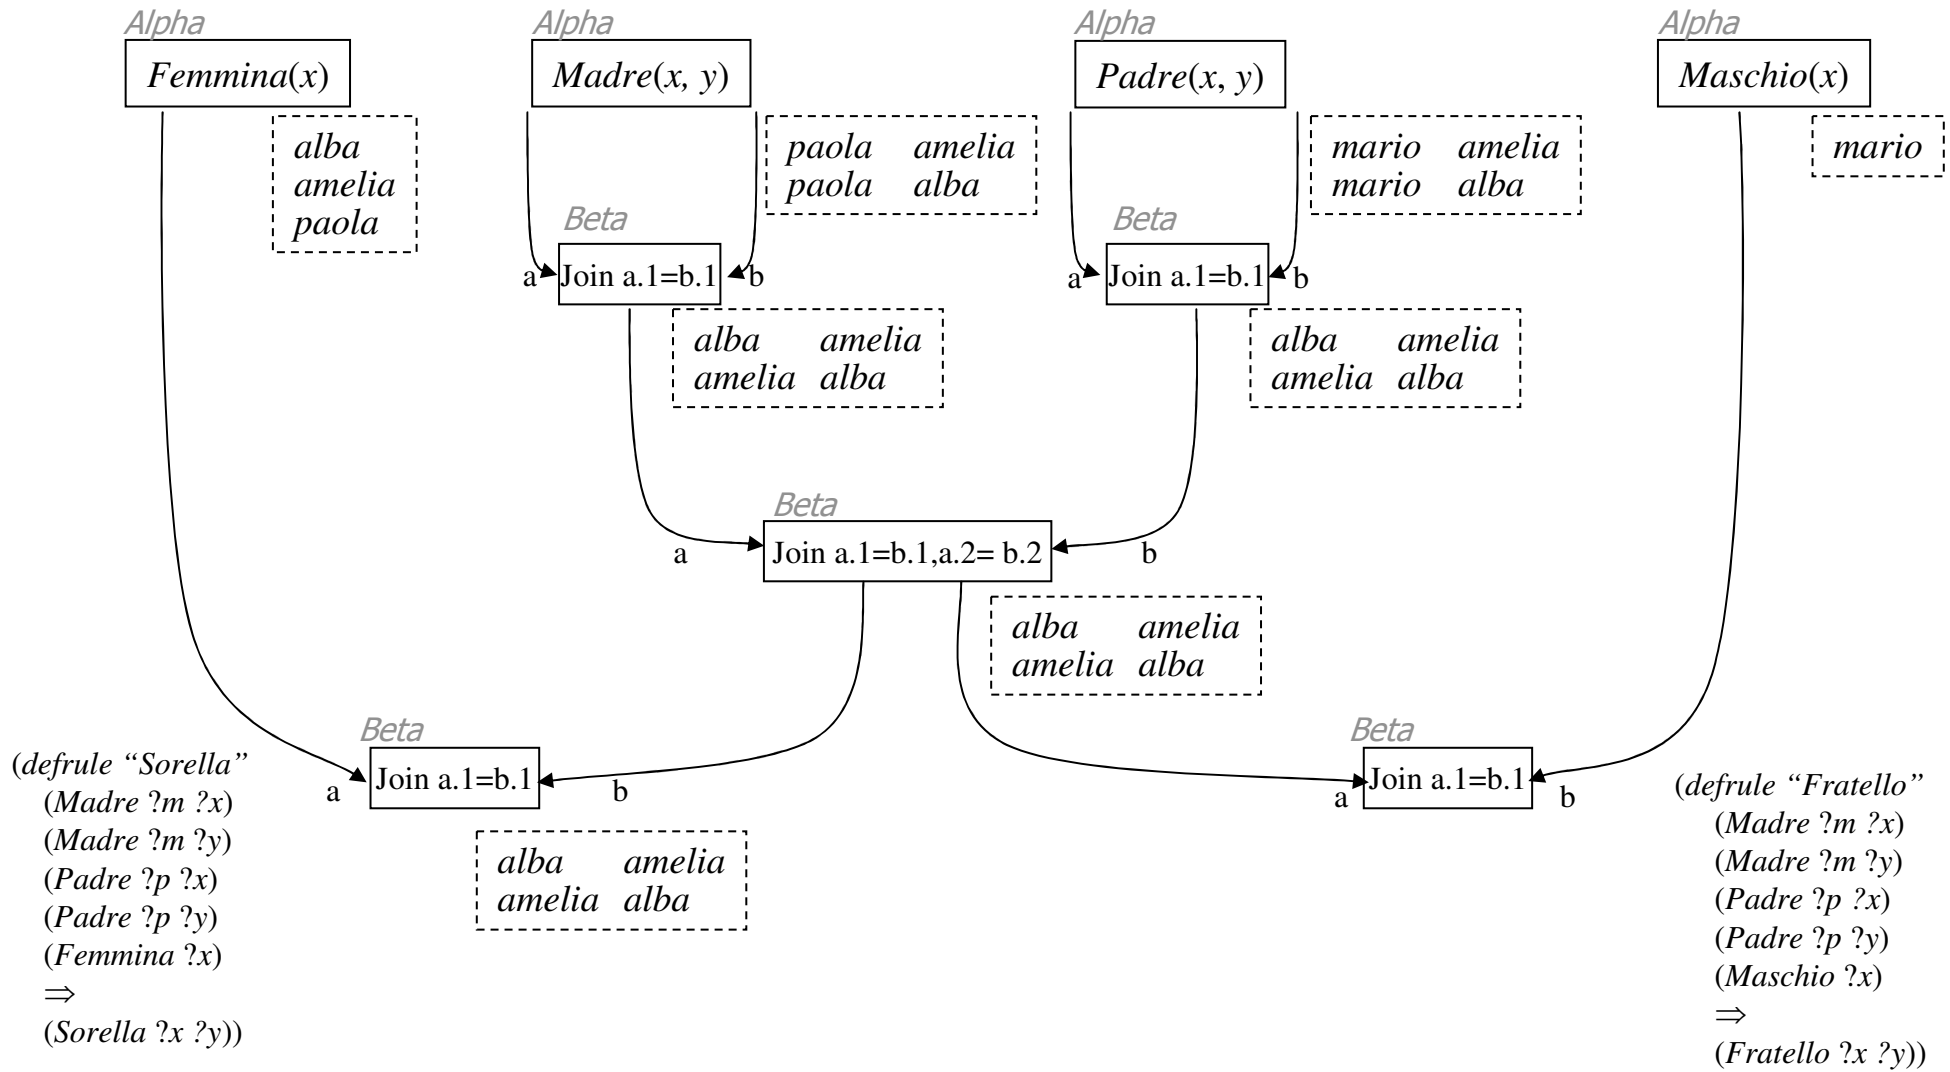 Alpha
Alpha
Alpha
Alpha
Femmina(x)
Madre(x, y)
Padre(x, y)
Maschio(x)
alba
amelia
paola
paola amelia
paola alba
mario amelia
mario alba
mario
Beta
a
Join a.1=b.1
b
Beta
a
Join a.1=b.1
b
alba amelia
amelia alba
alba amelia
amelia alba
Beta
a
Join a.1=b.1,a.2= b.2
b
alba amelia
amelia alba
Beta
a
Join a.1=b.1
b
alba amelia
amelia alba
Beta
a
Join a.1=b.1
b
(defrule “Sorella”
(Madre ?m ?x)
(Madre ?m ?y)
(Padre ?p ?x)
(Padre ?p ?y)
(Femmina ?x)
⇒
(Sorella ?x ?y))
(defrule “Fratello”
(Madre ?m ?x)
(Madre ?m ?y)
(Padre ?p ?x)
(Padre ?p ?y)
(Maschio ?x)
⇒
(Fratello ?x ?y))